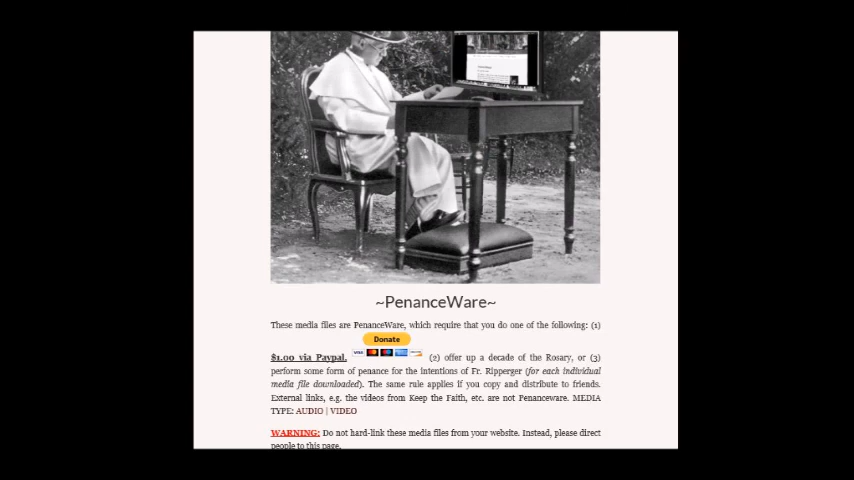 ~PenanceWare~
These media files are PenanceWare, which require that you do one of the following: (1)
Donate
$1.00 via Paypal, (2) offer up a decade of the Rosary, or (3)
perform some form of penance for the intentions of Fr. Ripperger (for each individual
media file downloaded). The same rule applies if you copy and distribute to friends.
External links, e.g. the videos from Keep the Faith, etc. are not Penanceware. MEDIA
TYPE: AUDIO | VIDEO
WARNING: Do not hard-link these media files from your website. Instead, please direct
people to this page.